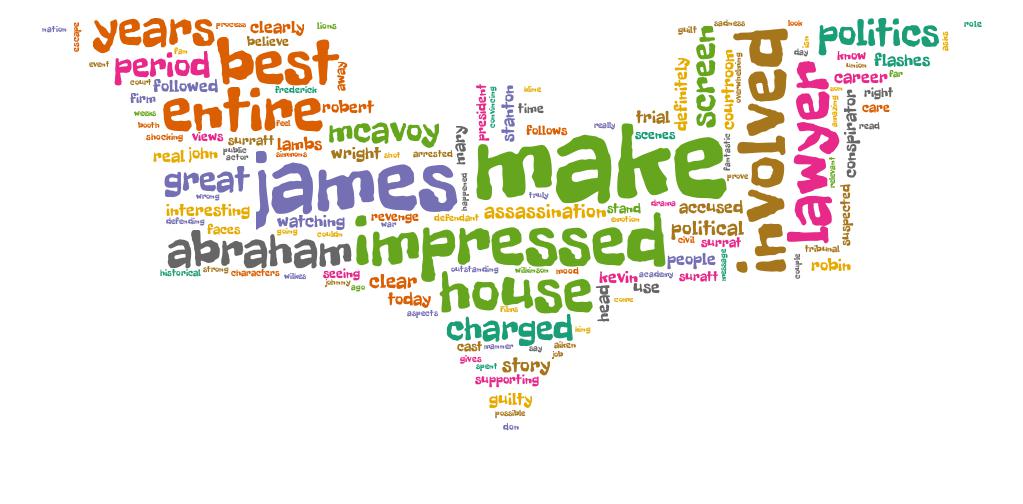 nation
escape
years
process
clearly
lions
believe
fan
event
period
best
away
court
followed
frederick
firm
entire
robert
weeks
booth
feel
shocking
views
surratt
lambs
mcavoy
real
john
public
actor
simmons
wright
shot
arrested
mary
happened
great
wrong
james
interesting
defending
watching
revenge
war
defendant
faces
going
couldn
abraham
historical
strong
characters
wilkes
seeing
johnny
ago
clear
today
aspects
president
convincing
stanton
time
follows
really
make
truly
assassination
stand
emotion
drama
impressed
outstanding
wilkinson
mood
house
films
head
kevin
academy
use
come
charged
king
cast
manner
say
aiken
job
gives
spent
story
supporting
guilty
possible
don
guilt
sadness
definitely
screen
courtroom
overwhelming
trial
scenes
fantastic
prove
accused
political
civil
surrat
people
suratt
message
involved
look
day
lawyer
couple
tribunal
robin
suspected
relevant
conspirator
amazing
politics
asks
role
know
union
flashes
career
far
right
care
read